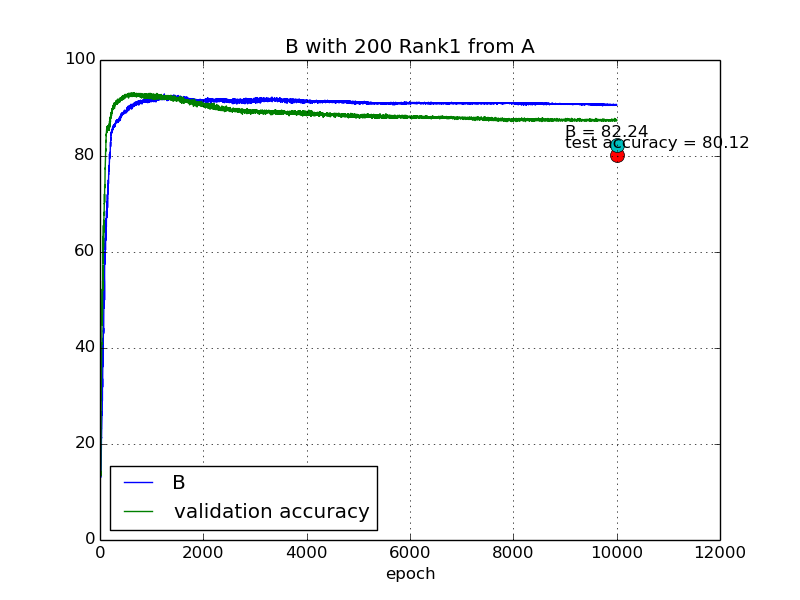 B with 200 Rank1 from A
100
80
60
40
20
0
B = 82.24
test accuracy = 80.12
B
validation accuracy
0 2000 4000 6000 8000 10000 12000
epoch